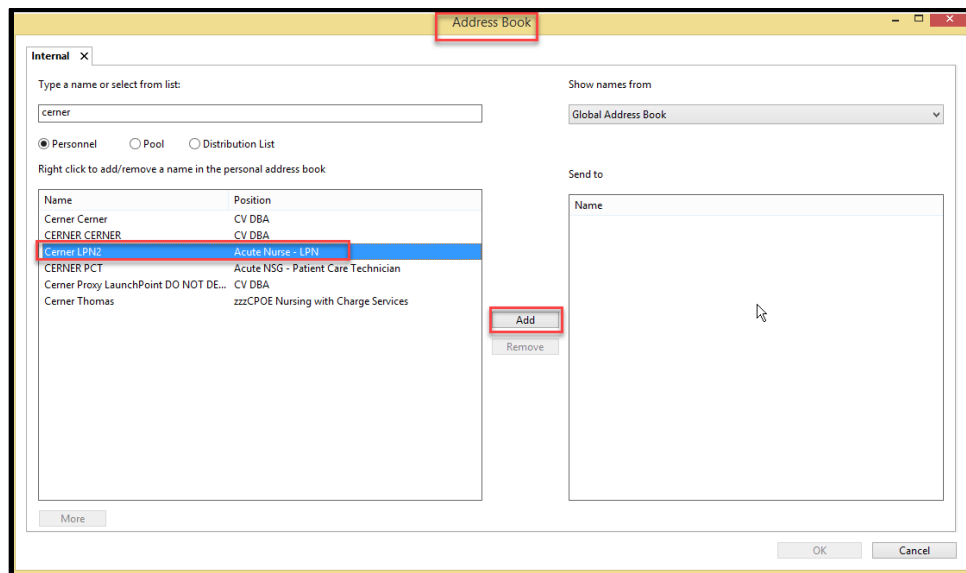 Address Book
Internal X
Type a name or select from list:
cerner
Personnel Pool Distribution List
Right click to add/remove a name in the personal address book
Name Position
Cerner Cerner CV DBA
CERNER CERNER CV DBA
Cerner LPN2 Acute Nurse - LPN
CERNER PCT Acute NSG - Patient Care Technician
Cerner Proxy LaunchPoint DO NOT DE... CV DBA
Cerner Thomas zzzCPOE Nursing with Charge Services
More
Add
Remove
Show names from
Global Address Book
Send to
Name
OK Cancel